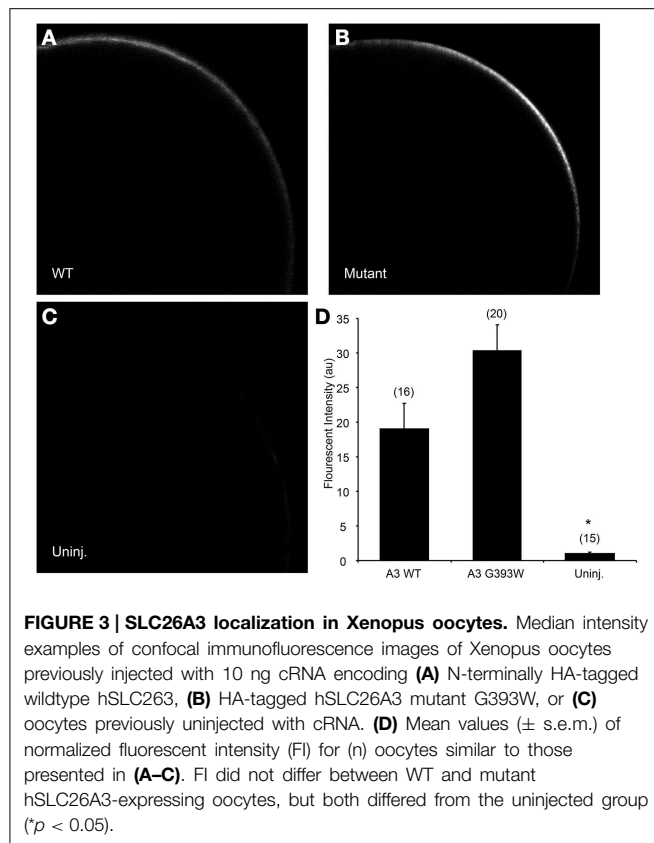 A
B
WT
Mutant
C
D
Uninj.
Flourescent Intensity (au)
35
30
25
20
15
10
5
0
(16)
(20)
*
(15)
A3 WT
A3 G393W
Uninj.
FIGURE 3 | SLC26A3 localization in Xenopus oocytes. Median intensity
examples of confocal immunofluorescence images of Xenopus oocytes
previously injected with 10 ng cRNA encoding (A) N-terminally HA-tagged
wildtype hSLC263, (B) HA-tagged hSLC26A3 mutant G393W, or (C)
oocytes previously uninjected with cRNA. (D) Mean values (± s.e.m.) of
normalized fluorescent intensity (FI) for (n) oocytes similar to those
presented in (A–C). FI did not differ between WT and mutant
hSLC26A3-expressing oocytes, but both differed from the uninjected group
(*p < 0.05).